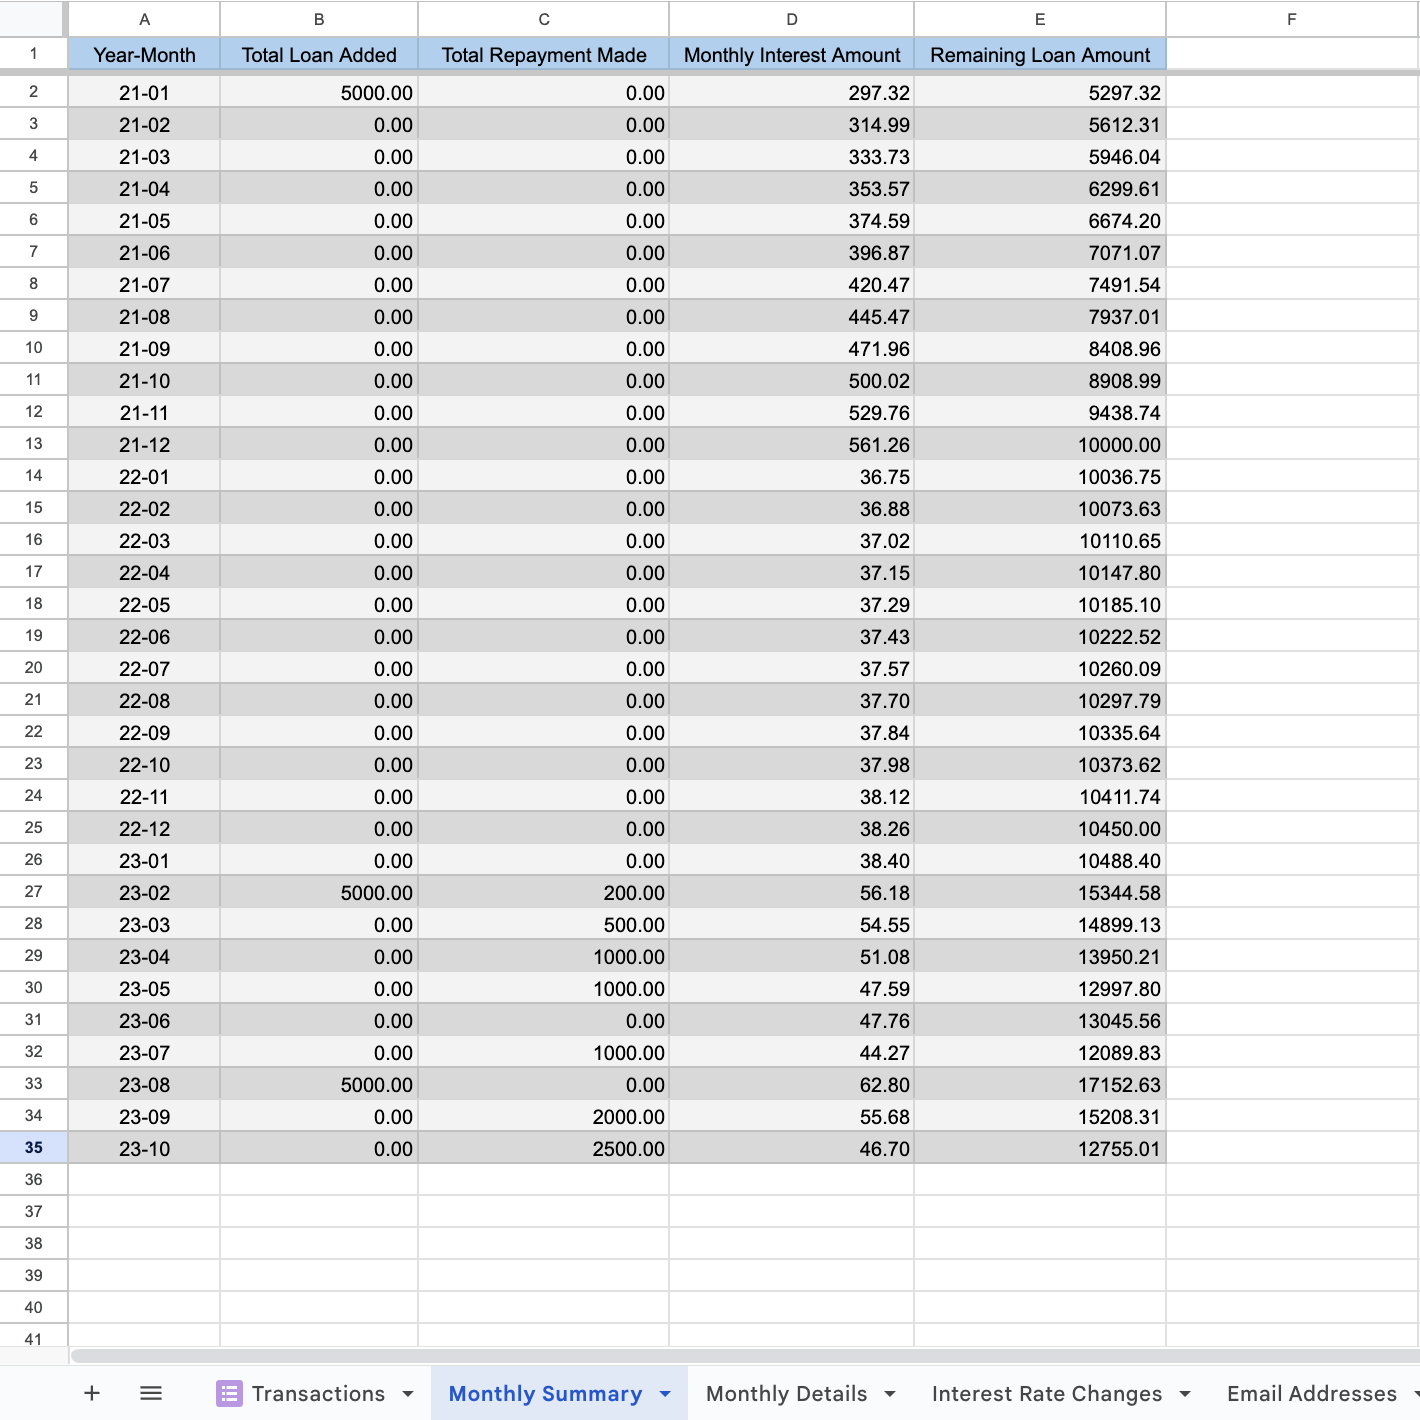 A B C D E F
1 Year-Month Total Loan Added Total Repayment Made Monthly Interest Amount Remaining Loan Amount
2 21-01 5000.00 0.00 297.32 5297.32
3 21-02 0.00 0.00 314.99 5612.31
4 21-03 0.00 0.00 333.73 5946.04
5 21-04 0.00 0.00 353.57 6299.61
6 21-05 0.00 0.00 374.59 6674.20
7 21-06 0.00 0.00 396.87 7071.07
8 21-07 0.00 0.00 420.47 7491.54
9 21-08 0.00 0.00 445.47 7937.01
10 21-09 0.00 0.00 471.96 8408.96
11 21-10 0.00 0.00 500.02 8908.99
12 21-11 0.00 0.00 529.76 9438.74
13 21-12 0.00 0.00 561.26 10000.00
14 22-01 0.00 0.00 36.75 10036.75
15 22-02 0.00 0.00 36.88 10073.63
16 22-03 0.00 0.00 37.02 10110.65
17 22-04 0.00 0.00 37.15 10147.80
18 22-05 0.00 0.00 37.29 10185.10
19 22-06 0.00 0.00 37.43 10222.52
20 22-07 0.00 0.00 37.57 10260.09
21 22-08 0.00 0.00 37.70 10297.79
22 22-09 0.00 0.00 37.84 10335.64
23 22-10 0.00 0.00 37.98 10373.62
24 22-11 0.00 0.00 38.12 10411.74
25 22-12 0.00 0.00 38.26 10450.00
26 23-01 0.00 0.00 38.40 10488.40
27 23-02 5000.00 200.00 56.18 15344.58
28 23-03 0.00 500.00 54.55 14899.13
29 23-04 0.00 1000.00 51.08 13950.21
30 23-05 0.00 1000.00 47.59 12997.80
31 23-06 0.00 0.00 47.76 13045.56
32 23-07 0.00 1000.00 44.27 12089.83
33 23-08 5000.00 0.00 62.80 17152.63
34 23-09 0.00 2000.00 55.68 15208.31
35 23-10 0.00 2500.00 46.70 12755.01
36
37
38
39
40
41
Transactions Monthly Summary Monthly Details Interest Rate Changes Email Addresses